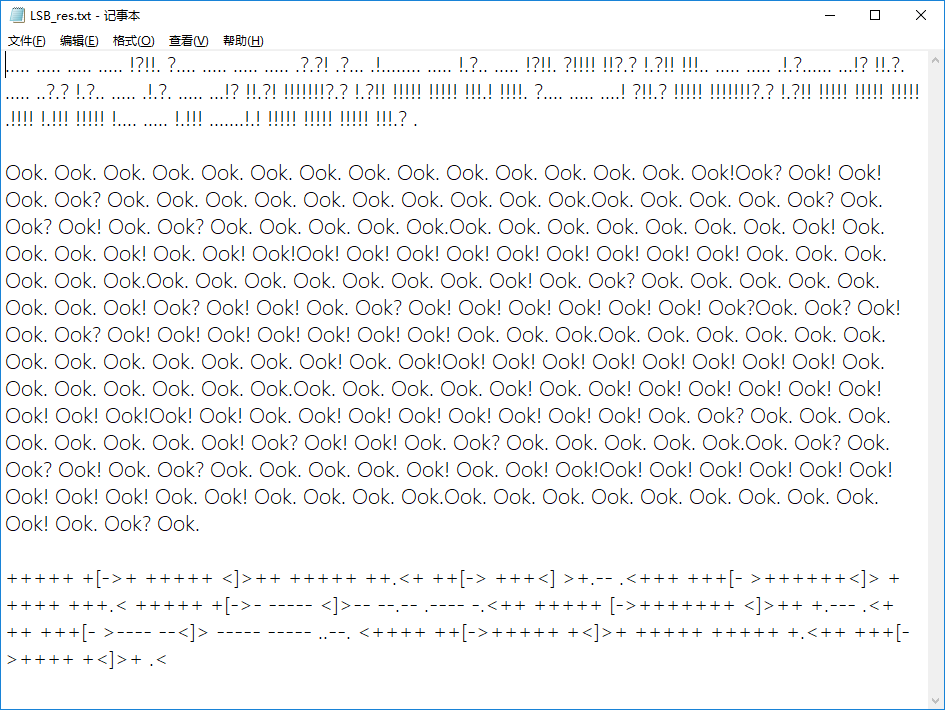 LSB_res.txt - 记事本
文件(F) 编辑(E) 格式(O) 查看(V) 帮助(H)
..... ..... ..... ..... !?!!. ?.... ..... ..... ..... .?.?! .?... .!....... ..... !.?.. ..... !?!!. ?!!!! !!?.? !.?!! !!!.. ..... ..... .!.?..... ...!? !!.?.
..... ..?.? !.?.. ..... .!.?. ..... ...!? !!.?! !!!!!!!?.? !.?!! !!!!! !!!!! !!!.! !!!!. ?.... ..... ....! ?!!.? !!!!! !!!!!!!?.? !.?!! !!!!! !!!!! !!!!!
.!!!! !.!!! !!!!! !.... ..... !.!!! .......!.! !!!!! !!!!! !!!!! !!!.? .
Ook. Ook. Ook. Ook. Ook. Ook. Ook. Ook. Ook. Ook. Ook. Ook. Ook. Ook. Ook!Ook? Ook! Ook!
Ook. Ook? Ook. Ook. Ook. Ook. Ook. Ook. Ook. Ook. Ook. Ook.Ook. Ook. Ook. Ook. Ook? Ook.
Ook? Ook! Ook. Ook? Ook. Ook. Ook. Ook. Ook.Ook. Ook. Ook. Ook. Ook. Ook. Ook. Ook! Ook.
Ook. Ook. Ook! Ook. Ook! Ook!Ook! Ook! Ook! Ook! Ook! Ook! Ook! Ook! Ook! Ook. Ook. Ook.
Ook. Ook. Ook.Ook. Ook. Ook. Ook. Ook. Ook. Ook. Ook! Ook. Ook? Ook. Ook. Ook. Ook. Ook.
Ook. Ook. Ook! Ook? Ook! Ook! Ook. Ook? Ook! Ook! Ook! Ook! Ook! Ook! Ook?Ook. Ook? Ook!
Ook. Ook? Ook! Ook! Ook! Ook! Ook! Ook! Ook! Ook. Ook. Ook.Ook. Ook. Ook. Ook. Ook. Ook.
Ook. Ook. Ook. Ook. Ook. Ook. Ook! Ook. Ook!Ook! Ook! Ook! Ook! Ook! Ook! Ook! Ook! Ook.
Ook. Ook. Ook. Ook. Ook. Ook.Ook. Ook. Ook. Ook. Ook! Ook. Ook! Ook! Ook! Ook! Ook! Ook!
Ook! Ook! Ook!Ook! Ook! Ook. Ook! Ook! Ook! Ook! Ook! Ook! Ook! Ook. Ook? Ook. Ook. Ook.
Ook. Ook. Ook. Ook. Ook! Ook? Ook! Ook! Ook. Ook? Ook. Ook. Ook. Ook. Ook.Ook. Ook? Ook.
Ook? Ook! Ook. Ook? Ook. Ook. Ook. Ook. Ook! Ook. Ook! Ook!Ook! Ook! Ook! Ook! Ook! Ook!
Ook! Ook! Ook! Ook. Ook! Ook. Ook. Ook. Ook.Ook. Ook. Ook. Ook. Ook. Ook. Ook. Ook. Ook.
Ook! Ook. Ook? Ook.
+++++ +[->+ +++++ <]>++ +++++ ++.<+ ++[-> +++<] >+.-- .<+++ +++[- >++++++<]> +
++++ +++.< +++++ +[->- ----- <]>-- --.-- .---- -.<++ +++++ [->+++++++ <]>++ +.--- .<+
++ +++[- >---- --<]> ----- ----- ..--. <++++ ++[->+++++ +<]>+ +++++ +++++ +.<++ +++[-
>++++ +<]>+ .<